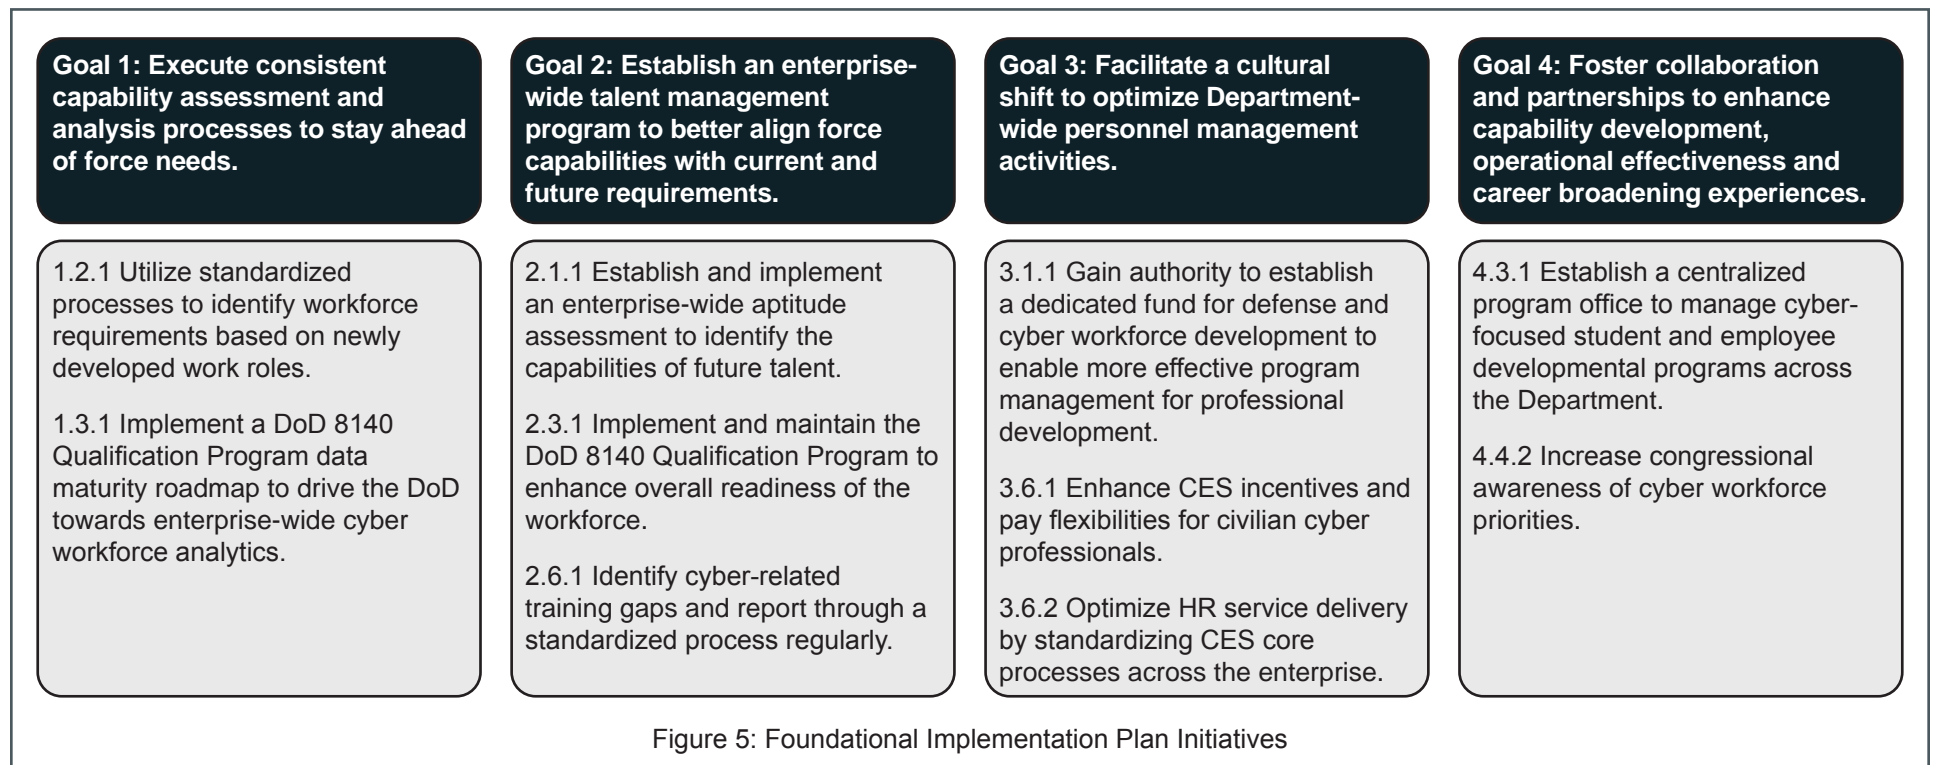 Goal 1: Execute consistent
capability assessment and
analysis processes to stay ahead
of force needs.
1.2.1 Utilize standardized
processes to identify workforce
requirements based on newly
developed work roles.
1.3.1 Implement a DoD 8140
Qualification Program data
maturity roadmap to drive the DoD
towards enterprise-wide cyber
workforce analytics.
Goal 2: Establish an enterprise-
wide talent management
program to better align force
capabilities with current and
future requirements.
2.1.1 Establish and implement
an enterprise-wide aptitude
assessment to identify the
capabilities of future talent.
2.3.1 Implement and maintain the
DoD 8140 Qualification Program to
enhance overall readiness of the
workforce.
2.6.1 Identify cyber-related
training gaps and report through a
standardized process regularly.
Goal 3: Facilitate a cultural
shift to optimize Department-
wide personnel management
activities.
3.1.1 Gain authority to establish
a dedicated fund for defense and
cyber workforce development to
enable more effective program
management for professional
development.
3.6.1 Enhance CES incentives and
pay flexibilities for civilian cyber
professionals.
3.6.2 Optimize HR service delivery
by standardizing CES core
processes across the enterprise.
Goal 4: Foster collaboration
and partnerships to enhance
capability development,
operational effectiveness and
career broadening experiences.
4.3.1 Establish a centralized
program office to manage cyber-
focused student and employee
developmental programs across
the Department.
4.4.2 Increase congressional
awareness of cyber workforce
priorities.
Figure 5: Foundational Implementation Plan Initiatives